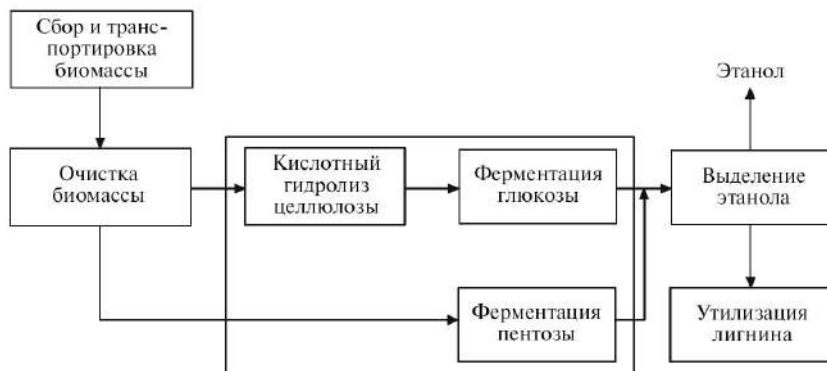 Сбор и транс-
портировка
биомассы
Этанол
Очистка
биомассы
Кислотный
гидролиз
целлюлозы
Ферментация
глюкозы
Выделение
этанола
Ферментация
пентозы
Утилизация
лигнина